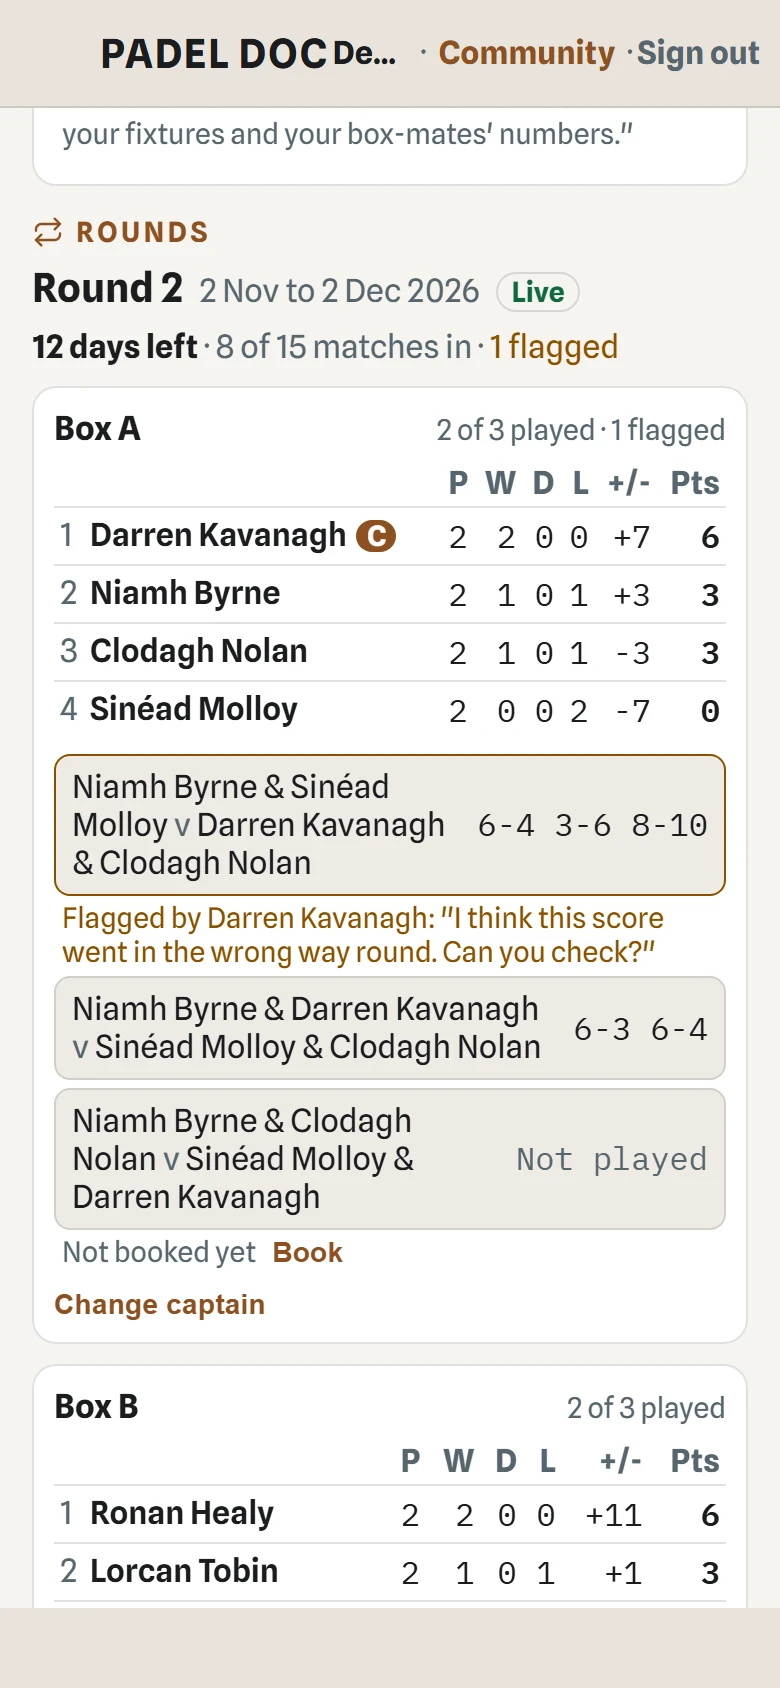 PADEL DOC De... · Community · Sign out
your fixtures and your box-mates' numbers."
ROUNDS
Round 2 2 Nov to 2 Dec 2026 Live
12 days left · 8 of 15 matches in · 1 flagged
Box A 2 of 3 played · 1 flagged
P W D L +/- Pts
1 Darren Kavanagh C 2 2 0 0 +7 6
2 Niamh Byrne 2 1 0 1 +3 3
3 Clodagh Nolan 2 1 0 1 -3 3
4 Sinéad Molloy 2 0 0 2 -7 0
Niamh Byrne & Sinéad
Molloy v Darren Kavanagh 6-4 3-6 8-10
& Clodagh Nolan
Flagged by Darren Kavanagh: "I think this score
went in the wrong way round. Can you check?"
Niamh Byrne & Darren Kavanagh
v Sinéad Molloy & Clodagh Nolan 6-3 6-4
Niamh Byrne & Clodagh
Nolan v Sinéad Molloy & Not played
Darren Kavanagh
Not booked yet Book
Change captain
Box B 2 of 3 played
P W D L +/- Pts
1 Ronan Healy 2 2 0 0 +11 6
2 Lorcan Tobin 2 1 0 1 +1 3